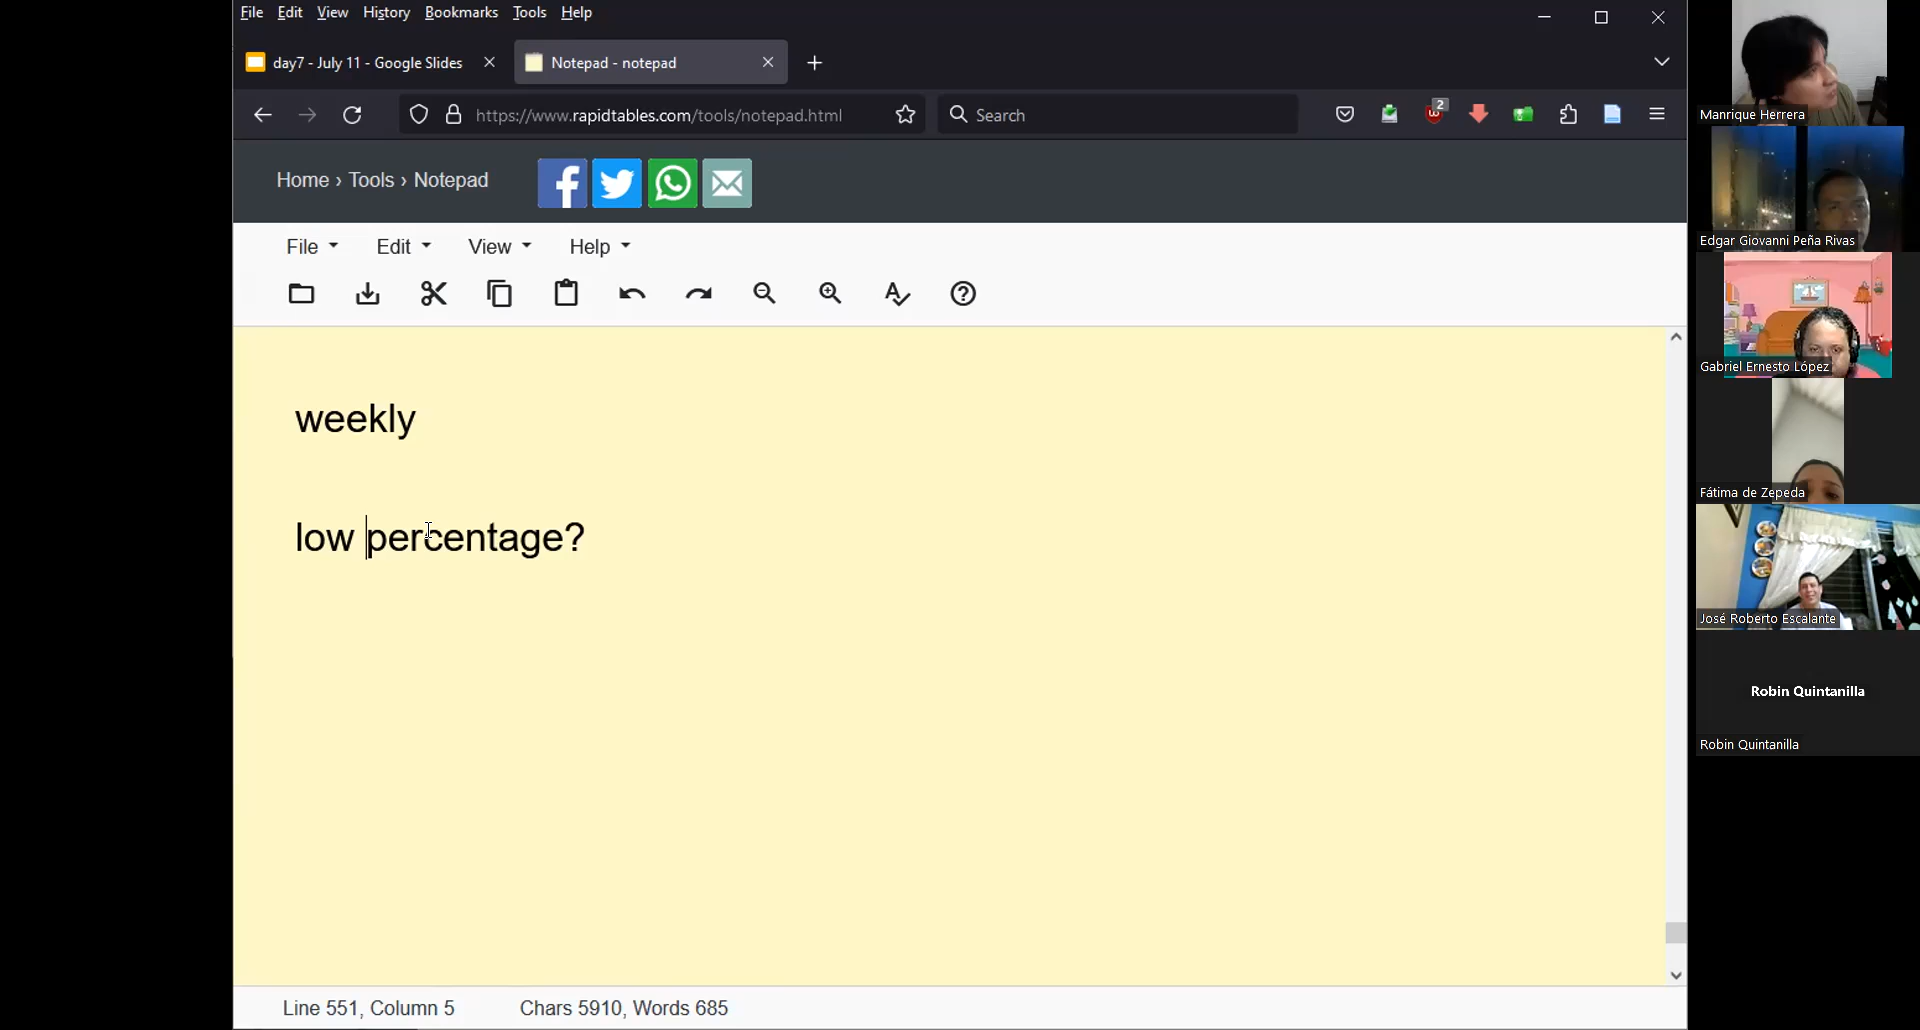 File Edit View History Bookmarks Tools Help
day7 - July 11 - Google Slides
Notepad - notepad
https://www.rapidtables.com/tools/notepad.html
Search
2
Home › Tools › Notepad
File Edit View Help
weekly
low percentage?
Line 551, Column 5 Chars 5910, Words 685
Manrique Herrera
Edgar Giovanni Peña Rivas
Gabriel Ernesto López
Fátima de Zepeda
José Roberto Escalante
Robin Quintanilla
Robin Quintanilla